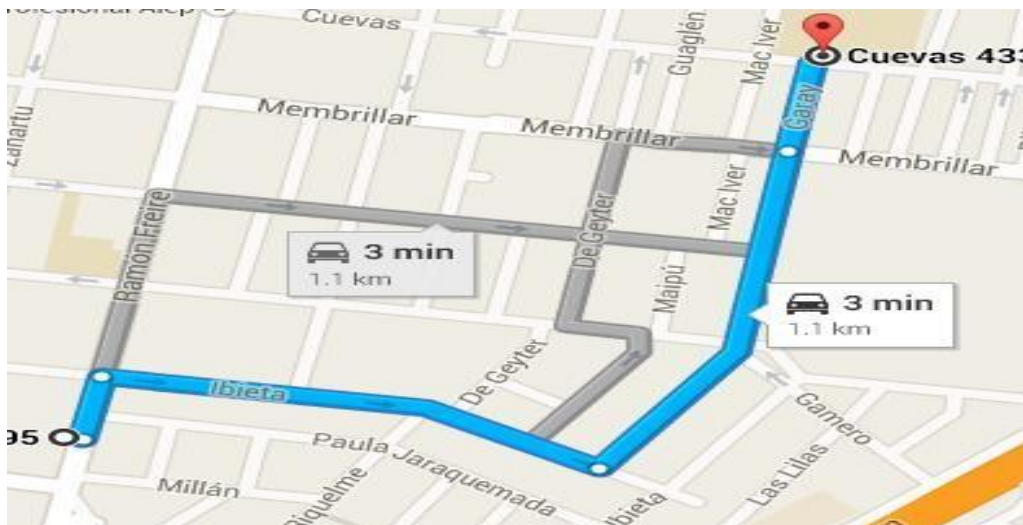 Cuevas
Guaglén
Mac Iver
Cuevas 433
Garay
Zañartu
Membrillar
Membrillar
Membrillar
Mac Iver
Ramón Freire
De Geyter
3 min
1.1 km
Maipú
3 min
1.1 km
Ibieta
De Geyter
Gamero
95
Paula Jaraquemada
Las Lilas
Millán
Riquelme
Ibieta